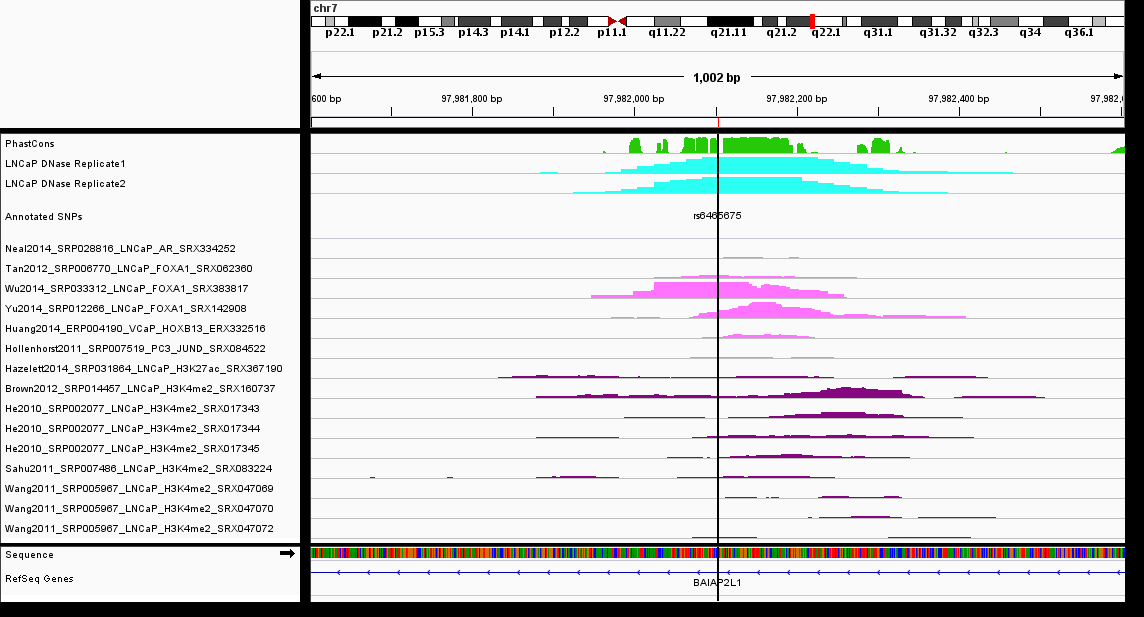 chr7
p22.1 p21.2 p15.3 p14.3 p14.1 p12.2 p11.1 q11.22 q21.11 q21.2 q22.1 q31.1 q31.32 q32.3 q34 q36.1
1,002 bp
600 bp 97,981,800 bp 97,982,000 bp 97,982,200 bp 97,982,400 bp 97,982,
PhastCons
LNCaP DNase Replicate1
LNCaP DNase Replicate2
Annotated SNPs
rs6465675
Neal2014_SRP028816_LNCaP_AR_SRX334252
Tan2012_SRP006770_LNCaP_FOXA1_SRX062360
Wu2014_SRP033312_LNCaP_FOXA1_SRX383817
Yu2014_SRP012266_LNCaP_FOXA1_SRX142908
Huang2014_ERP004190_VCaP_HOXB13_ERX332516
Hollenhorst2011_SRP007519_PC3_JUND_SRX084522
Hazelett2014_SRP031864_LNCaP_H3K27ac_SRX367190
Brown2012_SRP014457_LNCaP_H3K4me2_SRX160737
He2010_SRP002077_LNCaP_H3K4me2_SRX017343
He2010_SRP002077_LNCaP_H3K4me2_SRX017344
He2010_SRP002077_LNCaP_H3K4me2_SRX017345
Sahu2011_SRP007486_LNCaP_H3K4me2_SRX083224
Wang2011_SRP005967_LNCaP_H3K4me2_SRX047069
Wang2011_SRP005967_LNCaP_H3K4me2_SRX047070
Wang2011_SRP005967_LNCaP_H3K4me2_SRX047072
Sequence
RefSeq Genes
BAIAP2L1